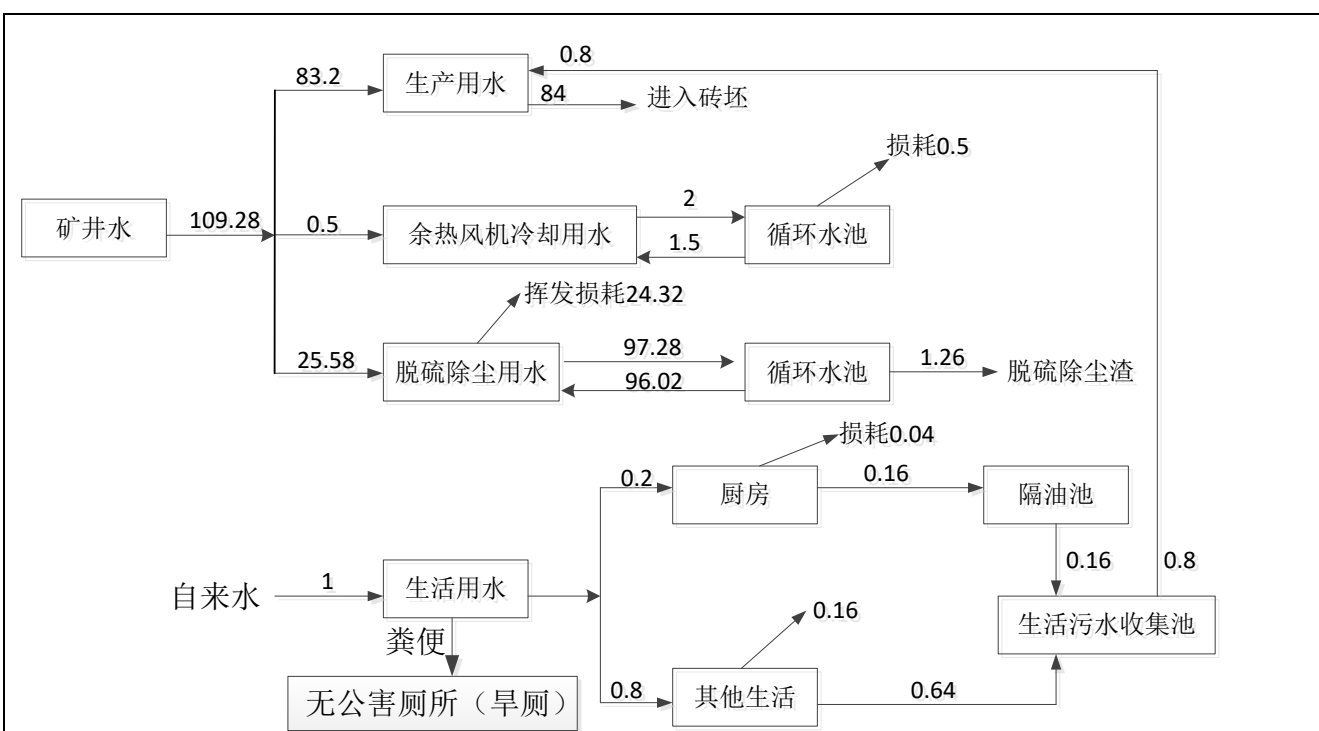 0.8
83.2
生产用水
84
进入砖坯
损耗0.5
矿井水
109.28
0.5
余热风机冷却用水
2
1.5
循环水池
挥发损耗24.32
25.58
脱硫除尘用水
97.28
96.02
循环水池
1.26
脱硫除尘渣
损耗0.04
0.2
厨房
0.16
隔油池
自来水
1
生活用水
0.16
0.8
粪便
0.16
生活污水收集池
无公害厕所（旱厕）
0.8
其他生活
0.64